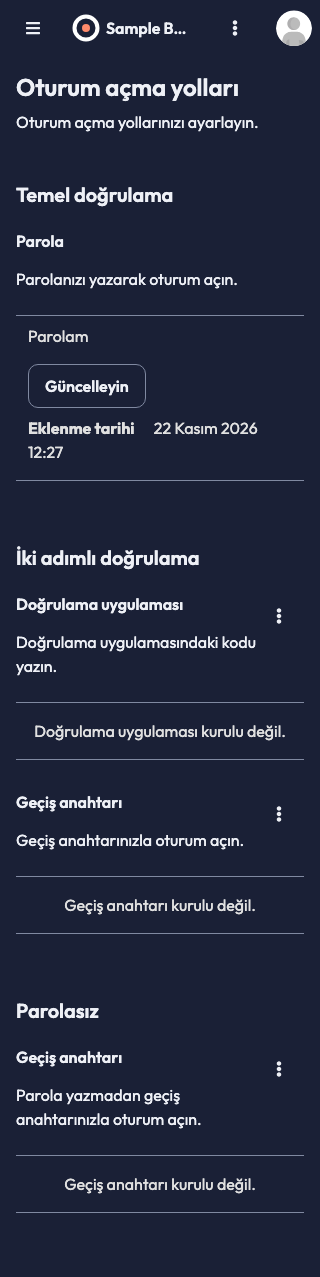 Sample B...
Oturum açma yolları
Oturum açma yollarınızı ayarlayın.
Temel doğrulama
Parola
Parolanızı yazarak oturum açın.
Parolam
Güncelleyin
Eklenme tarihi 22 Kasım 2026
12:27
İki adımlı doğrulama
Doğrulama uygulaması
Doğrulama uygulamasındaki kodu
yazın.
Doğrulama uygulaması kurulu değil.
Geçiş anahtarı
Geçiş anahtarınızla oturum açın.
Geçiş anahtarı kurulu değil.
Parolasız
Geçiş anahtarı
Parola yazmadan geçiş
anahtarınızla oturum açın.
Geçiş anahtarı kurulu değil.